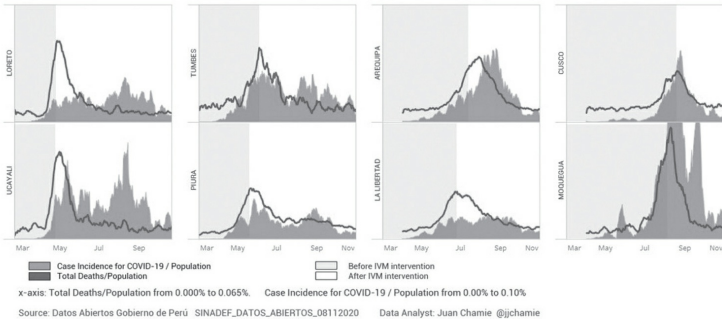 LORETO
TUMBES
AREQUIPA
CUSCO
UCAYALI
PIURA
LA LIBERTAD
MOQUEGUA
Mar May Jul Sep
Mar May Jul Sep Nov
Mar May Jul Sep Nov
Mar May Jul Sep Nov
Case Incidence for COVID-19 / Population
Before IVM intervention
Total Deaths/Population
After IVM intervention
x-axis: Total Deaths/Population from 0.000% to 0.065%. Case Incidence for COVID-19 / Population from 0.00% to 0.10%
Source: Datos Abiertos Gobierno de Perú SINADEF_DATOS_ABIERTOS_08112020 Data Analyst: Juan Chamie @jjchamie